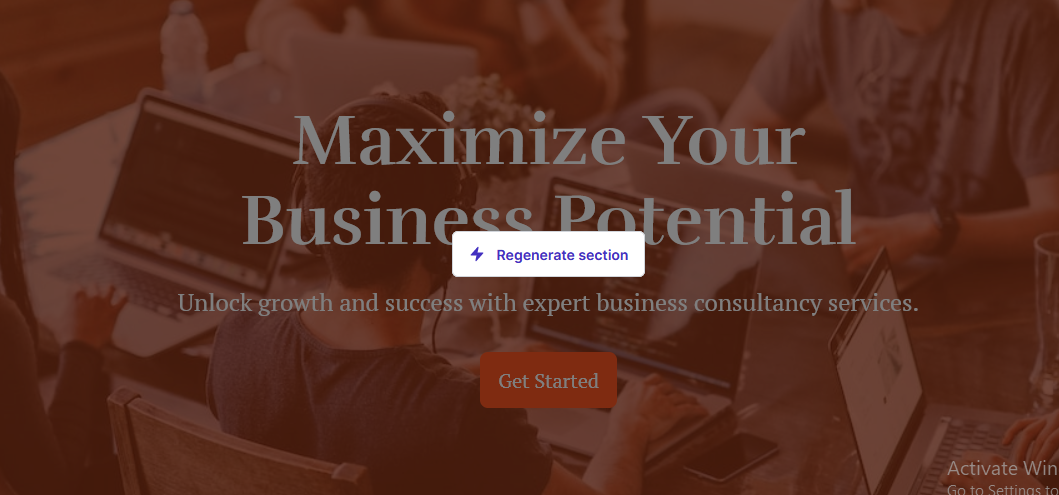 Maximize Your
Business Potential
Regenerate section
Unlock growth and success with expert business consultancy services.
Get Started
Activate Win
Go to Settings to